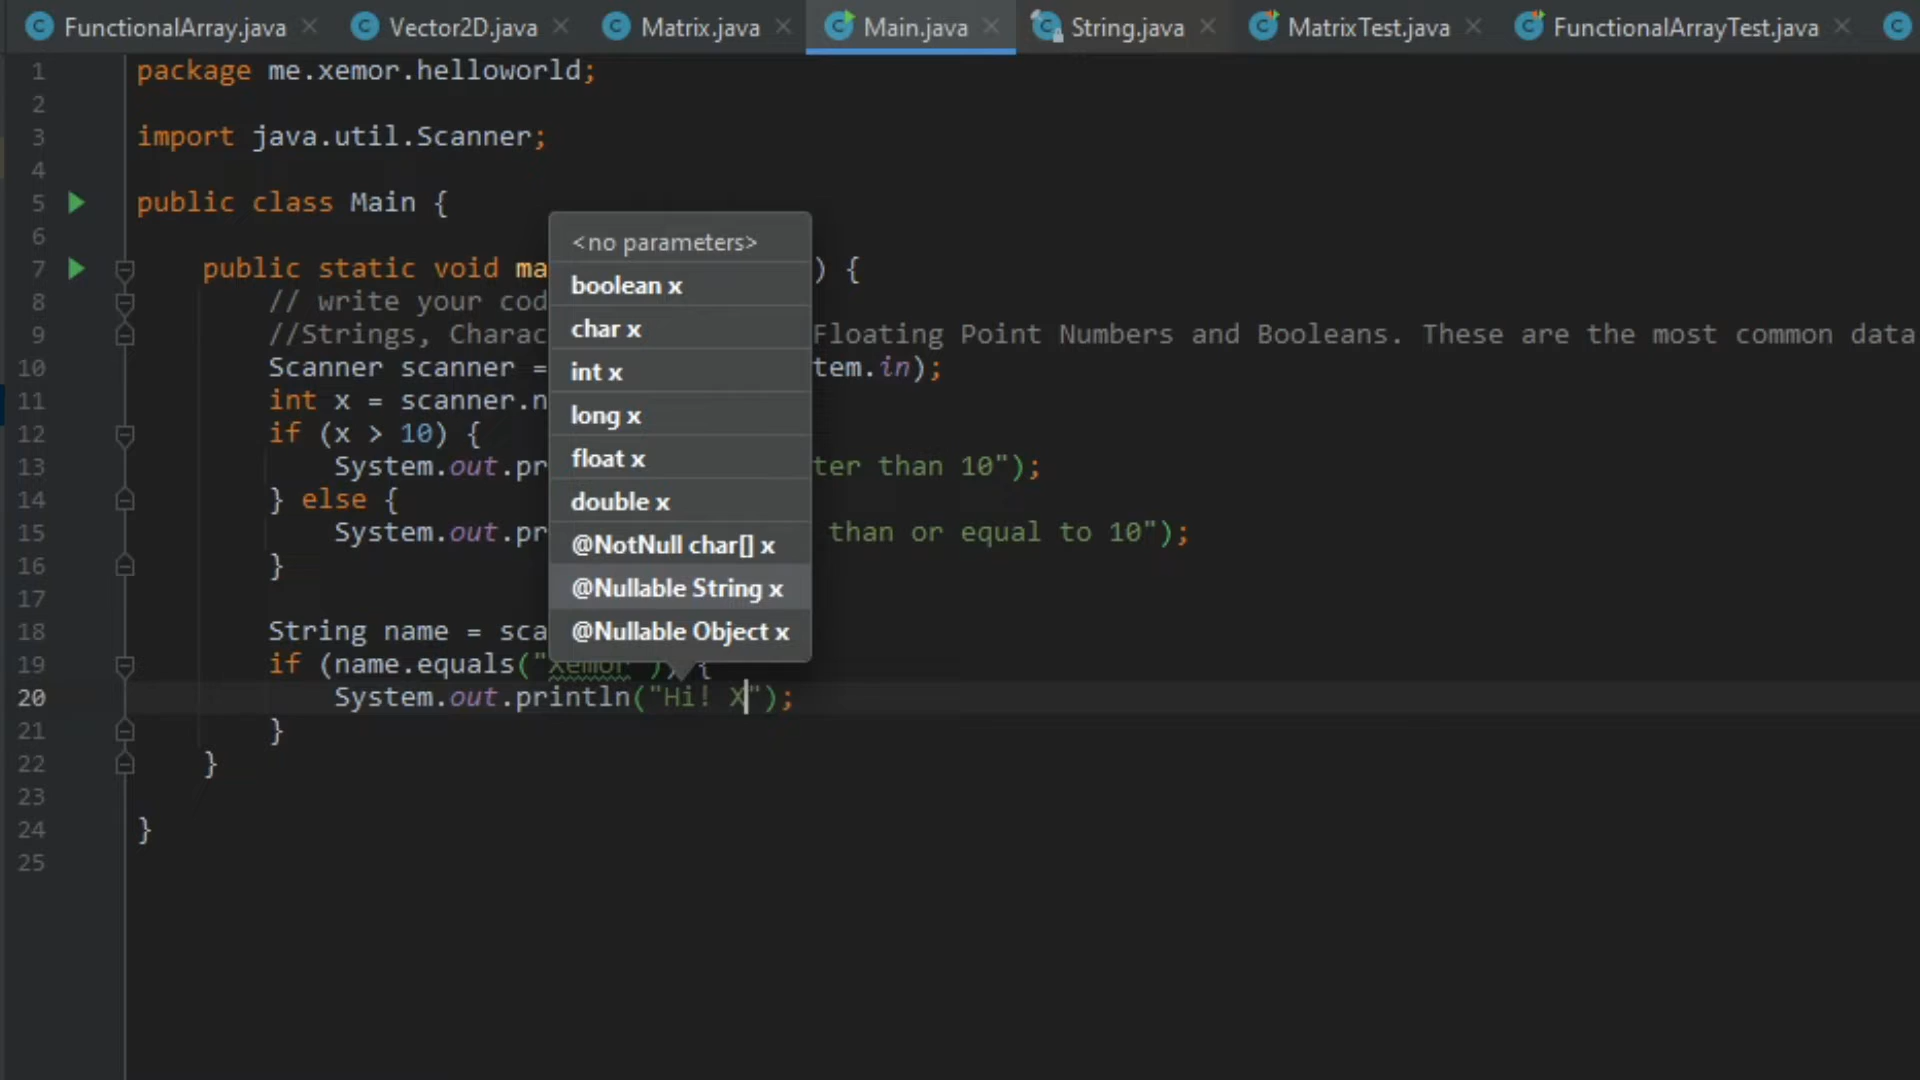 FunctionalArray.java Vector2D.java Matrix.java Main.java String.java MatrixTest.java FunctionalArrayTest.java
1 package me.xemor.helloworld;
2
3 import java.util.Scanner;
4
5 public class Main {
6
7 public static void ma ) {
8 // write your cod
9 //Strings, Charac Floating Point Numbers and Booleans. These are the most common data
10 Scanner scanner = tem.in);
11 int x = scanner.n
12 if (x > 10) {
13 System.out.pr ter than 10");
14 } else {
15 System.out.pr than or equal to 10");
16 }
17
18 String name = sca
19 if (name.equals("Xemor")) {
20 System.out.println("Hi! X");
21 }
22 }
23
24 }
25
<no parameters>
boolean x
char x
int x
long x
float x
double x
@NotNull char[] x
@Nullable String x
@Nullable Object x